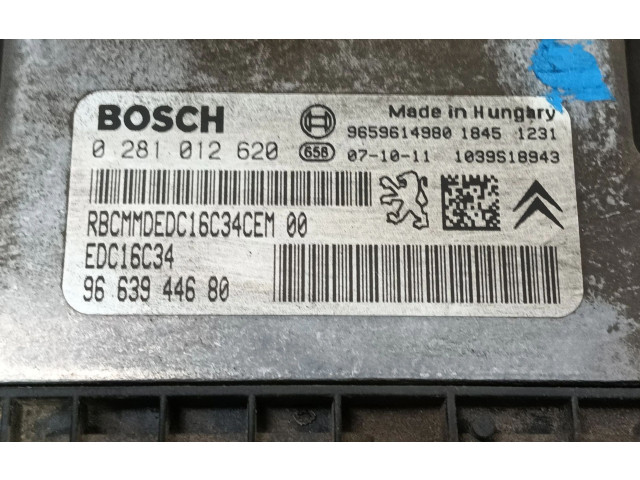 BOSCH
Made in Hungary
9659614980 1845 1231
0 281 012 620
658 07-10-11 1039S18943
RBCMMDEDC16C34CEM 00
EDC16C34
96 639 446 80